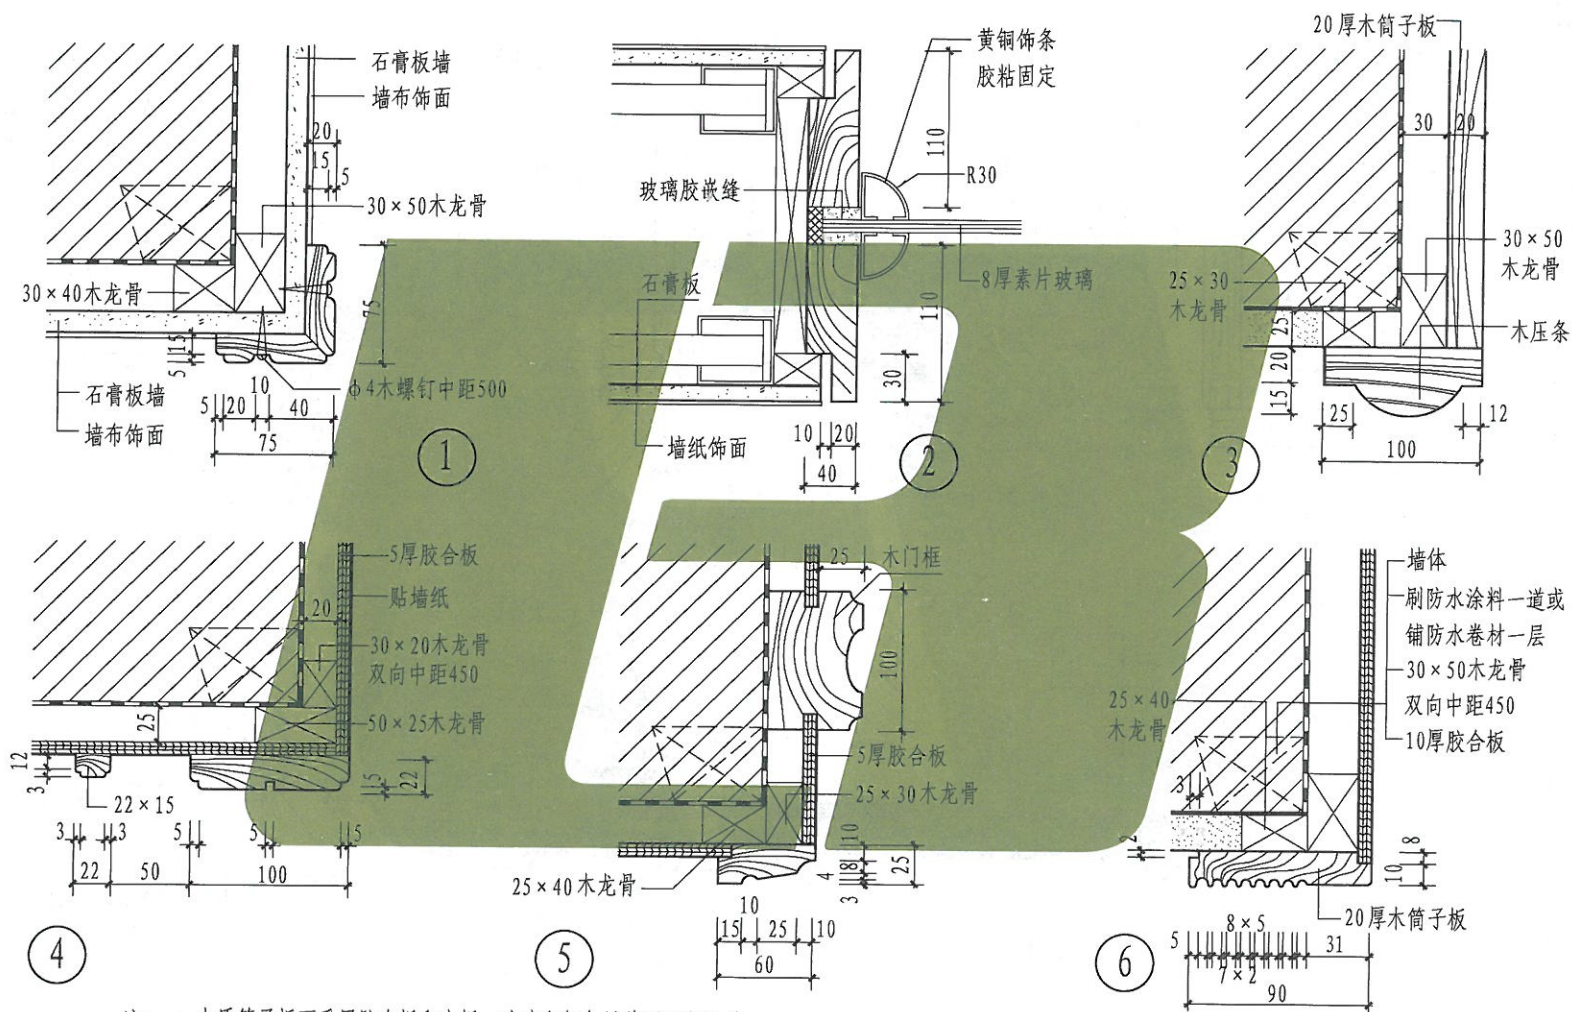 石膏板墙
墙布饰面
20
15
5
30×50木龙骨
30×40木龙骨
75
15
5
石膏板墙
墙布饰面
10
ϕ4木螺钉中距500
5
20
40
75
①
黄铜饰条
胶粘固定
110
R30
玻璃胶嵌缝
石膏板
8厚素片玻璃
110
30
墙纸饰面
10
20
40
②
20厚木筒子板
30
20
30×50
木龙骨
25×30
木龙骨
25
木压条
20
15
25
12
100
③
5厚胶合板
贴墙纸
20
30×20木龙骨
双向中距450
25
50×25木龙骨
12
3
15
22
22×15
3
3
5
5
5
22
50
100
④
25
木门框
100
5厚胶合板
25×30木龙骨
10
8
4
3
25
25×40木龙骨
10
15
25
10
60
⑤
墙体
刷防水涂料一道或
铺防水卷材一层
30×50木龙骨
双向中距450
10厚胶合板
25×40
木龙骨
3
2
8
10
20厚木筒子板
5
8×5
31
7×2
90
⑥